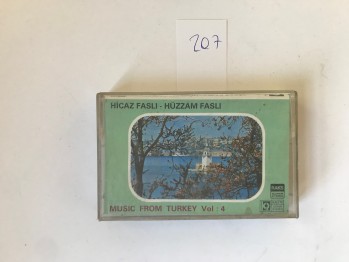 207
HİCAZ FASLI - HÜZZAM FASLI
MUSIC FROM TURKEY Vol : 4